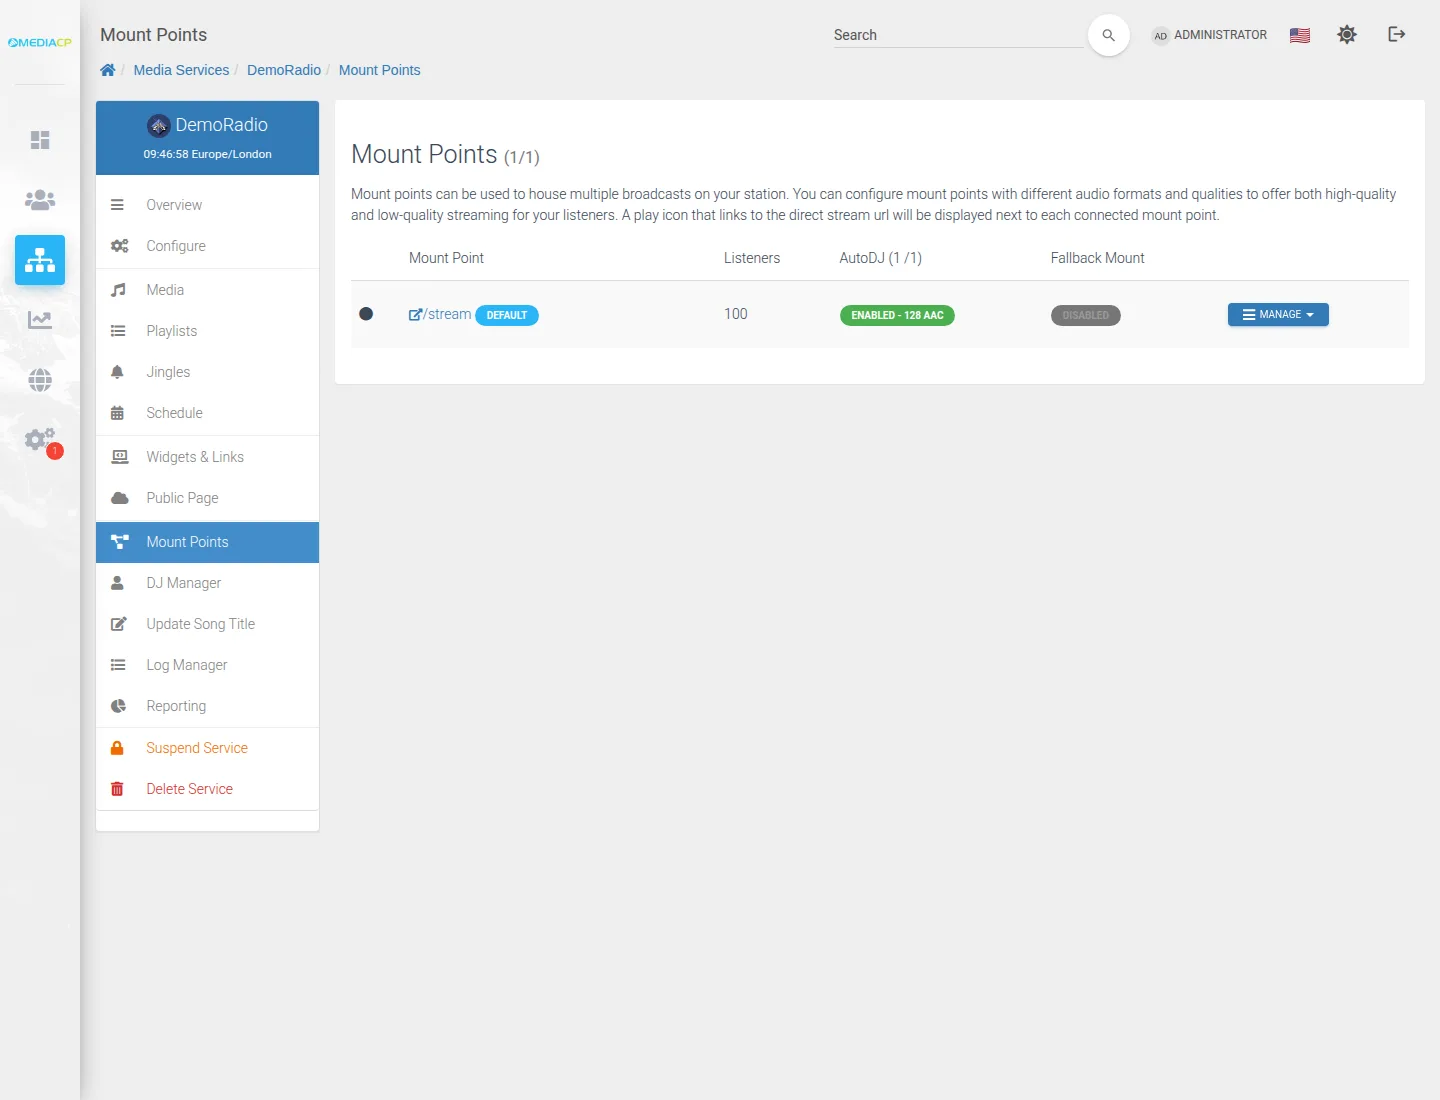 MEDIACP
Mount Points
Search
AD ADMINISTRATOR
/ Media Services / DemoRadio / Mount Points
DemoRadio
09:46:58 Europe/London
Overview
Configure
Media
Playlists
Jingles
Schedule
Widgets & Links
Public Page
Mount Points
DJ Manager
Update Song Title
Log Manager
Reporting
Suspend Service
Delete Service
1
Mount Points (1/1)
Mount points can be used to house multiple broadcasts on your station. You can configure mount points with different audio formats and qualities to offer both high-quality
and low-quality streaming for your listeners. A play icon that links to the direct stream url will be displayed next to each connected mount point.
Mount Point Listeners AutoDJ (1 /1) Fallback Mount
/stream DEFAULT 100 ENABLED - 128 AAC DISABLED MANAGE